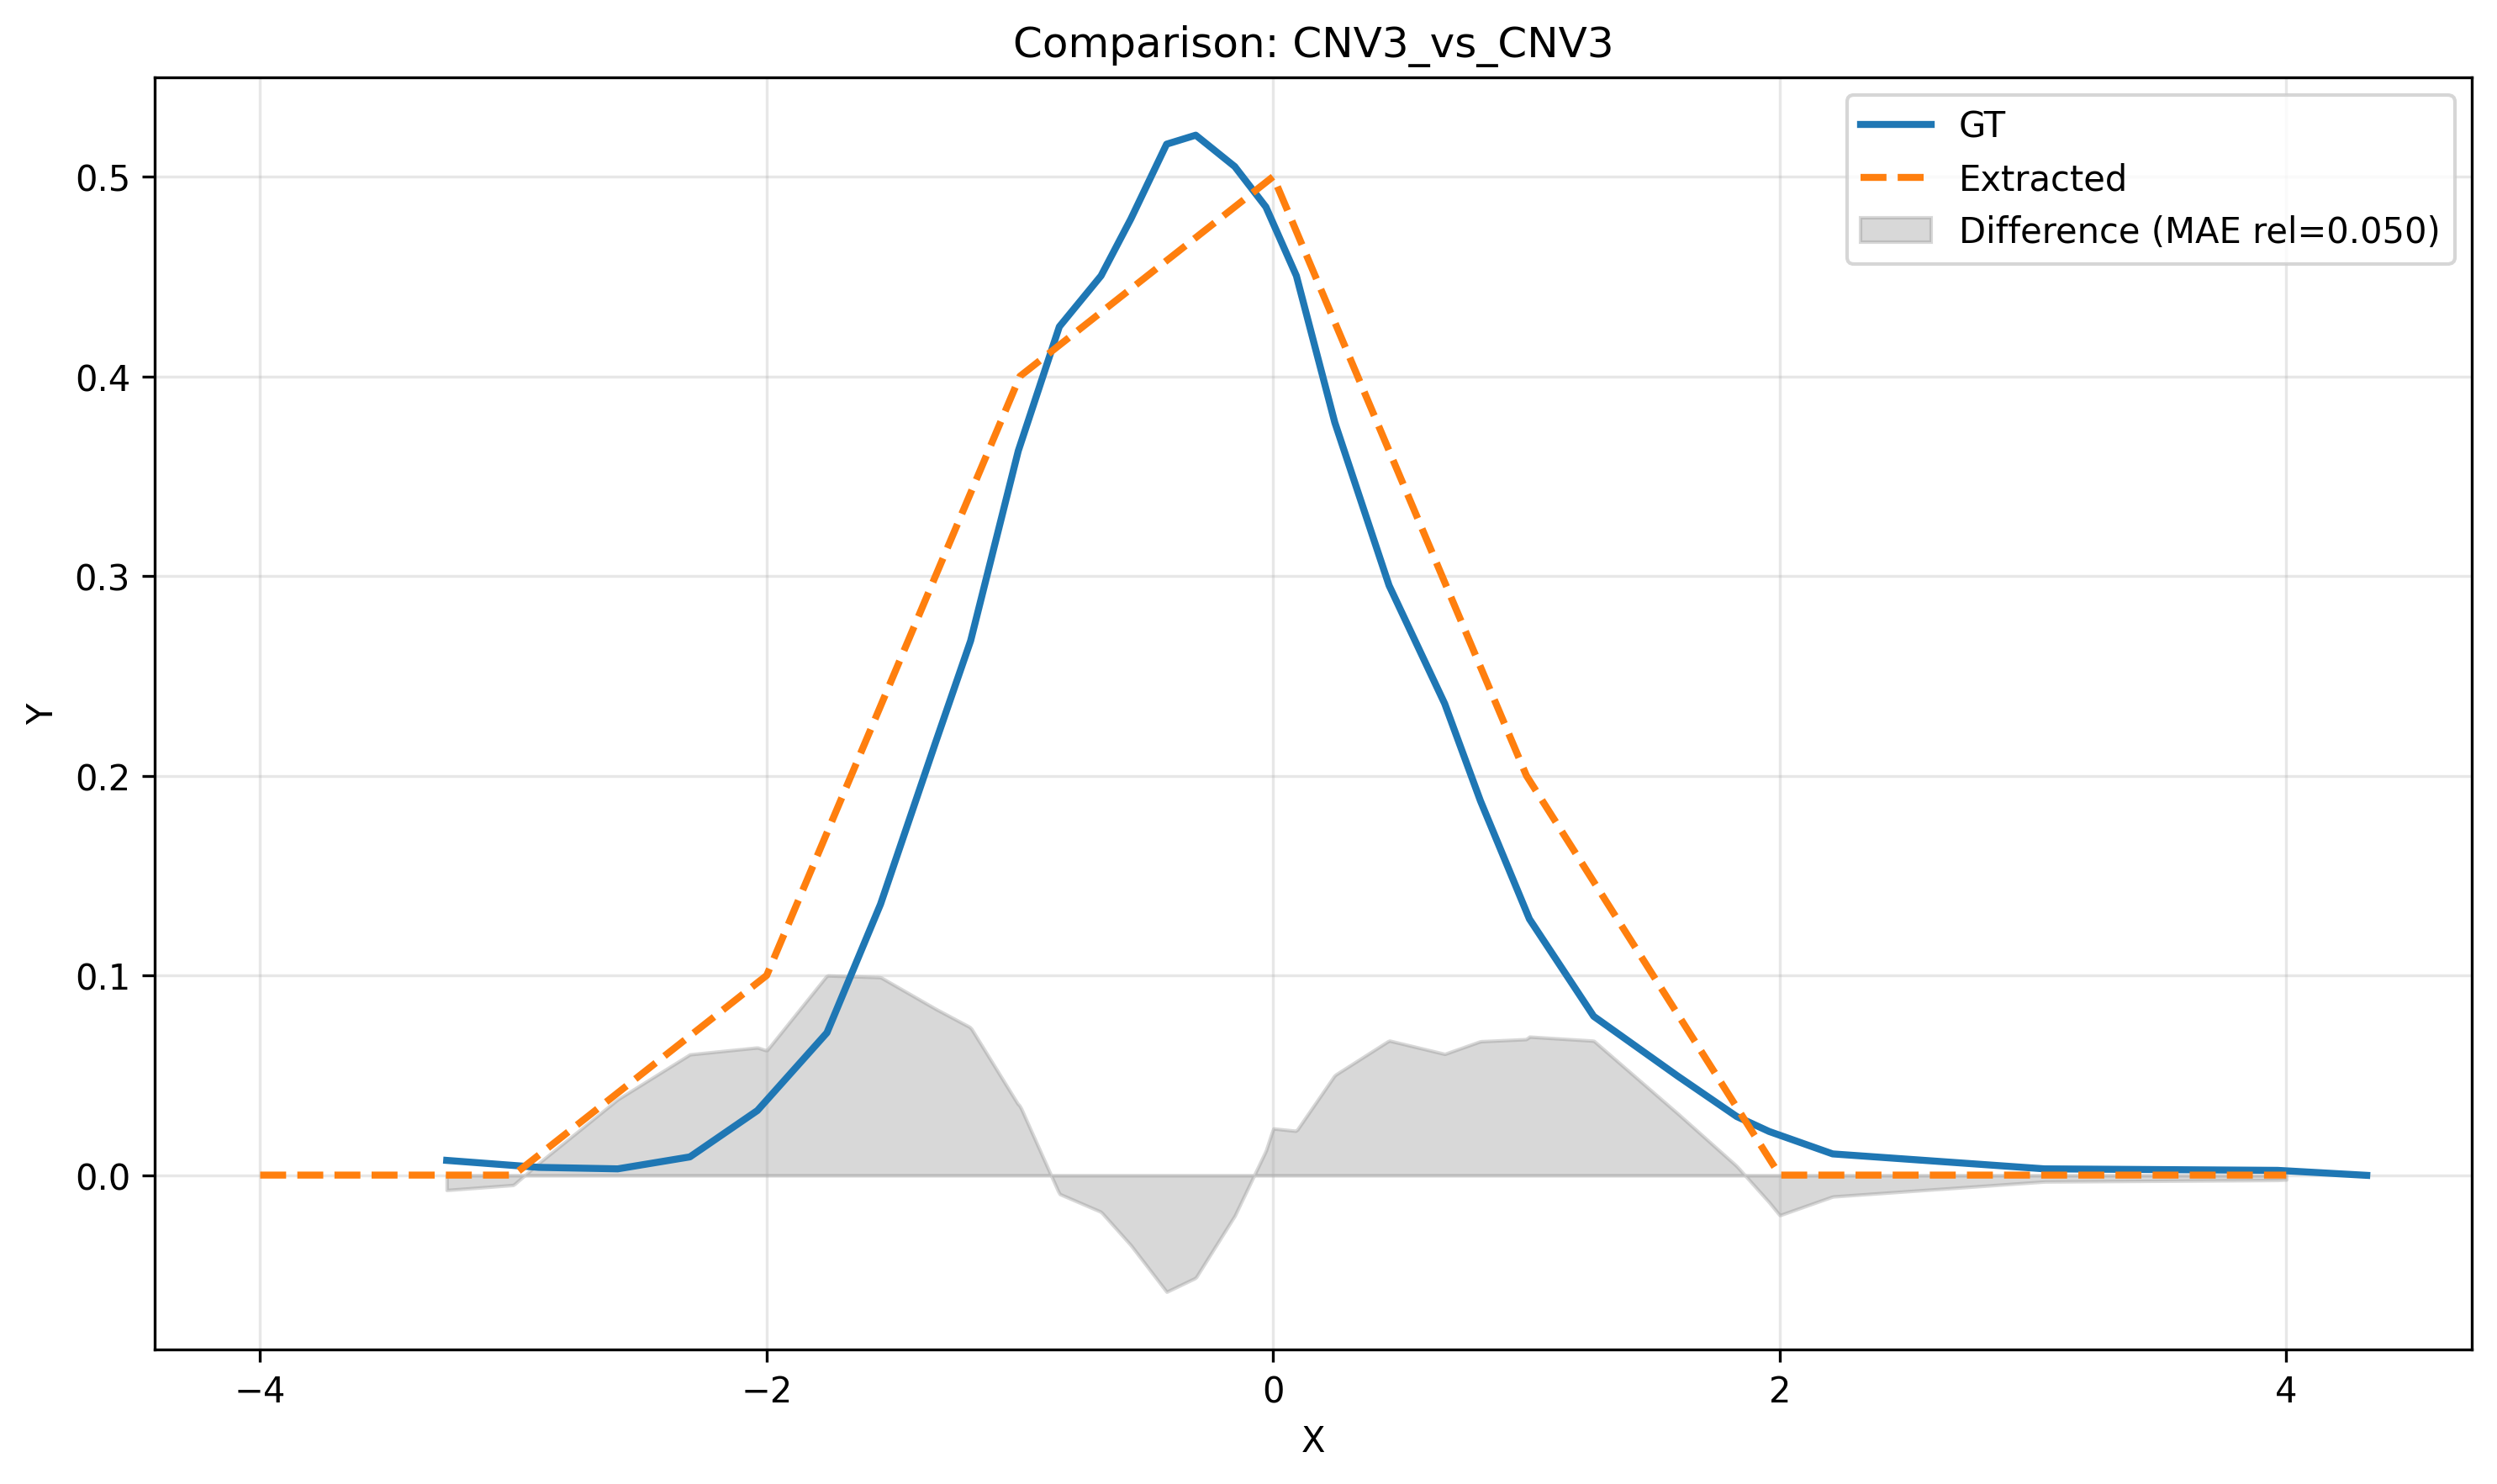 Comparison: CNV3_vs_CNV3
GT
Extracted
Difference (MAE rel=0.050)
0.5
0.4
0.3
0.2
0.1
0.0
Y
−4
−2
0
2
4
X